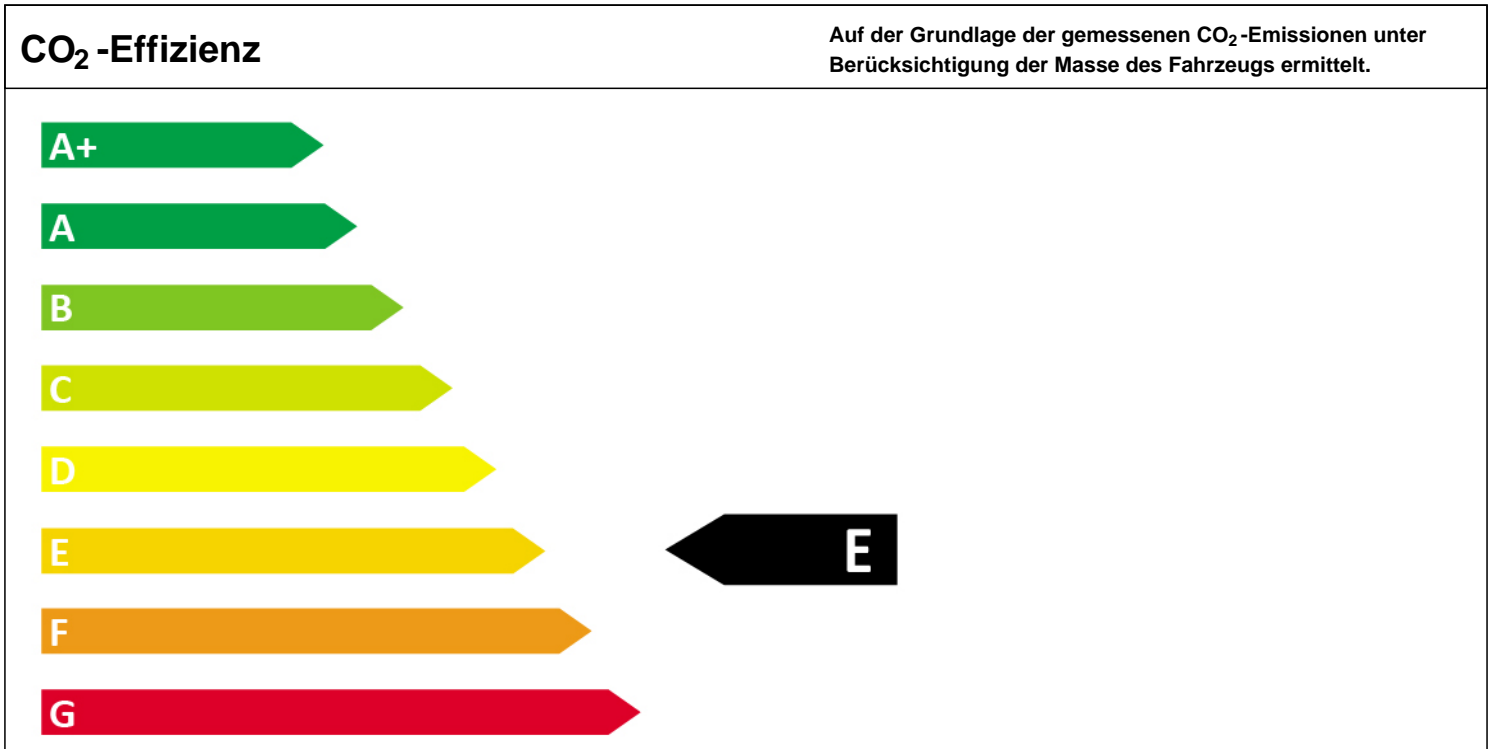 CO2-Effizienz
Auf der Grundlage der gemessenen CO2-Emissionen unter
Berücksichtigung der Masse des Fahrzeugs ermittelt.
A+
A
B
C
D
E
E
F
G